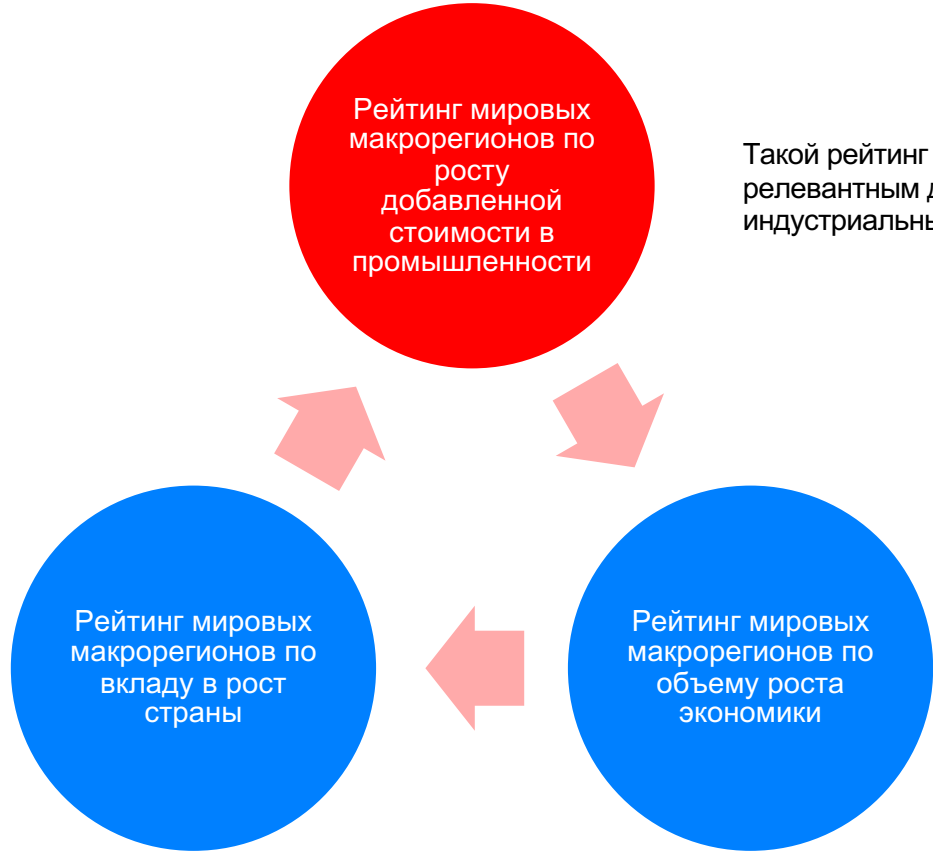 Рейтинг мировых
макрорегионов по
росту
добавленной
стоимости в
промышленности
Такой рейтинг
релевантным
Рейтинг мировых
макрорегионов по
вкладу в рост
страны
Рейтинг мировых
макрорегионов по
объему роста
экономики